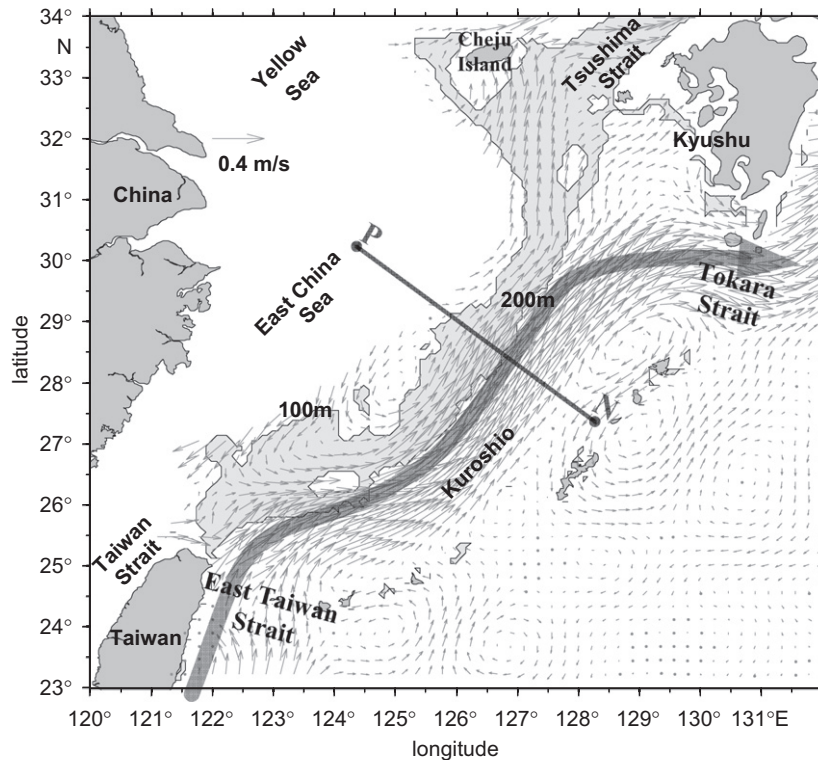 34°
N
33°
32°
31°
30°
29°
28°
27°
26°
25°
24°
23°
latitude
120°
121°
122°
123°
124°
125°
126°
127°
128°
129°
130°
131°E
longitude
Yellow
Sea
Cheju
Island
Tsushima
Strait
0.4 m/s
Kyushu
China
P
East China
Sea
200m
Tokara
Strait
100m
N
Kuroshio
Taiwan
Strait
East Taiwan
Strait
Taiwan